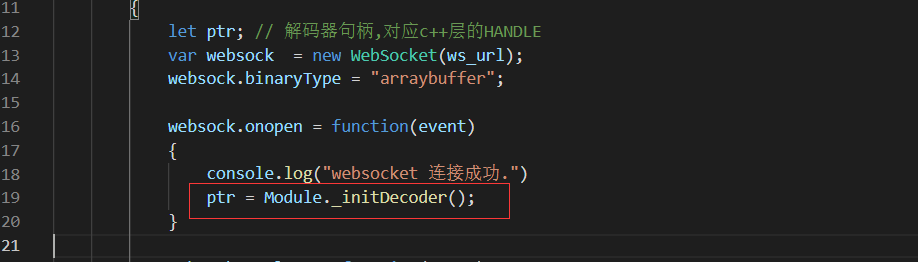 11 {
12 let ptr; // 解码器句柄,对应c++层的HANDLE
13 var websock  = new WebSocket(ws_url);
14 websock.binaryType = "arraybuffer";
15
16 websock.onopen = function(event)
17 {
18 console.log("websocket 连接成功.")
19 ptr = Module._initDecoder();
20 }
21